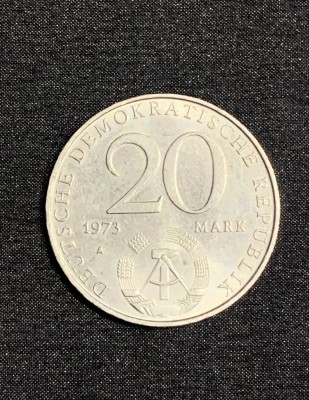 DEUTSCHE DEMOKRATISCHE REPUBLIK
20
1973 MARK
A